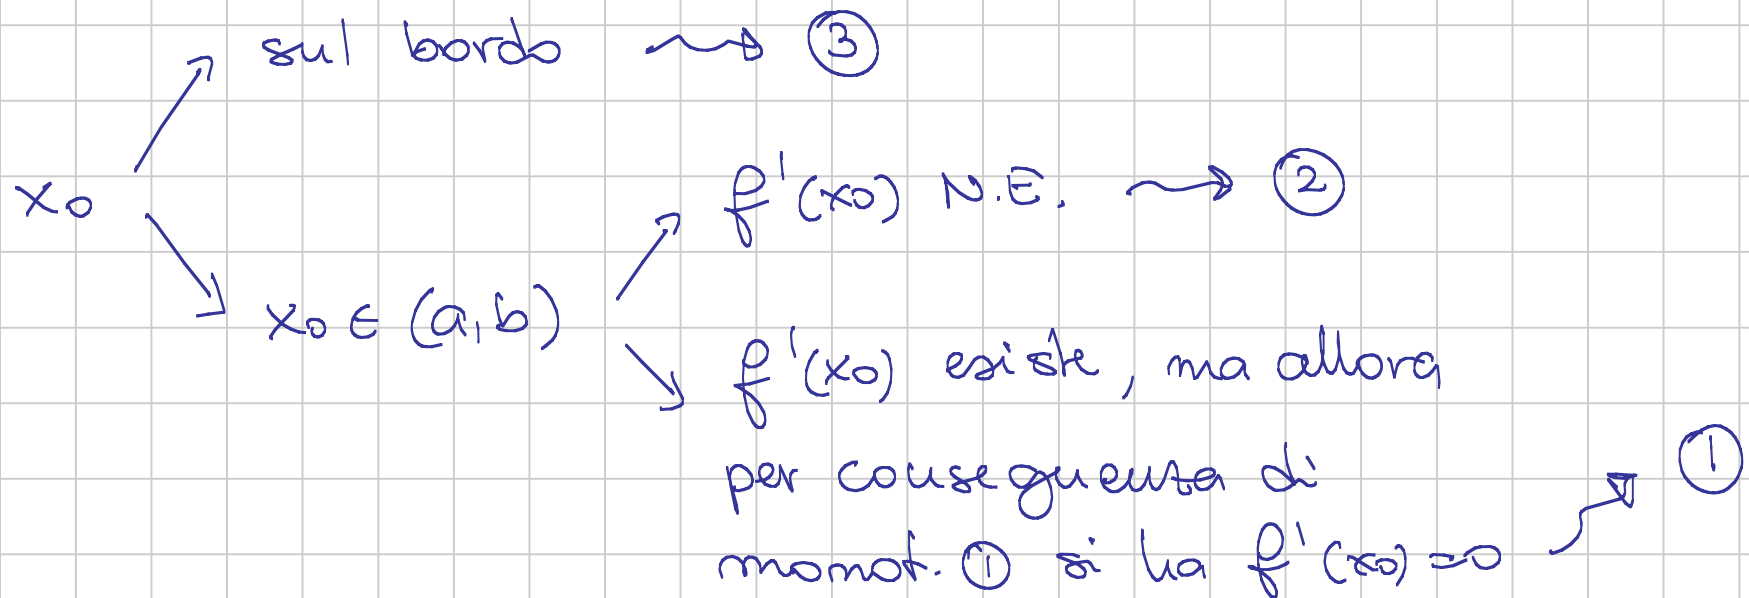 sul bordo ⇝ ③
f'(x0) N.E. ⇝ ②
x0
x0 ∈ (a,b)
f'(x0) esiste, ma allora
per conseguenza di ①
monot. ① si ha f'(x0)=0